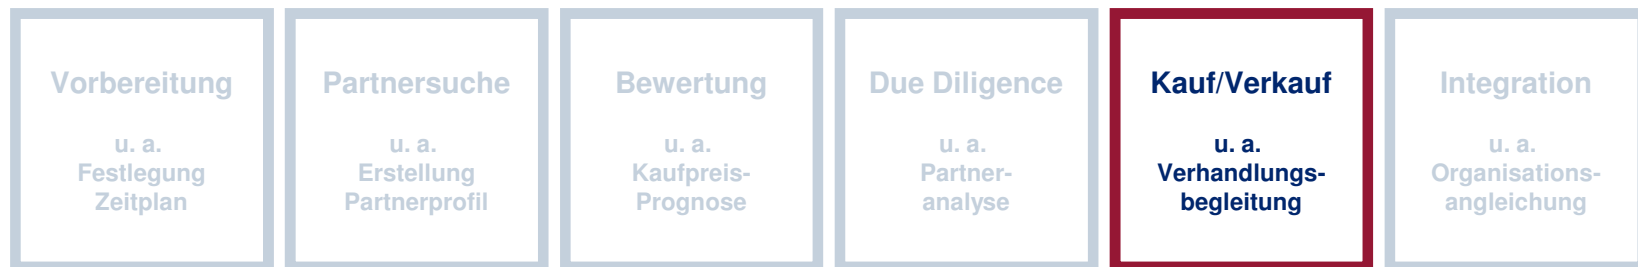 Vorbereitung
u. a.
Festlegung
Zeitplan
Partnersuche
u. a.
Erstellung
Partnerprofil
Bewertung
u. a.
Kaufpreis-
Prognose
Due Diligence
u. a.
Partner-
analyse
Kauf/Verkauf
u. a.
Verhandlungs-
begleitung
Integration
u. a.
Organisations-
angleichung